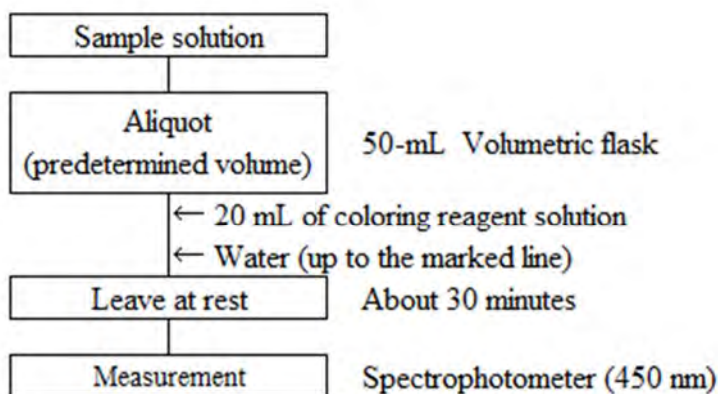 Sample solution
Aliquot
(predetermined volume)
50-mL Volumetric flask
← 20 mL of coloring reagent solution
← Water (up to the marked line)
Leave at rest
About 30 minutes
Measurement
Spectrophotometer (450 nm)